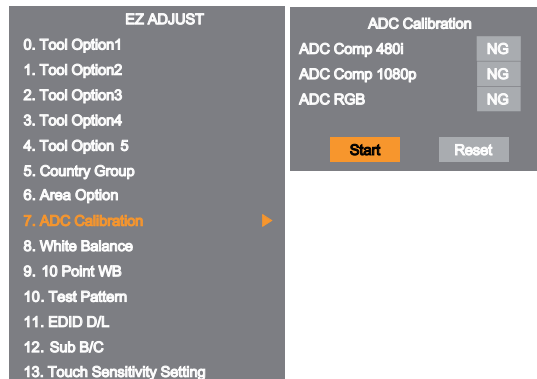 EZ ADJUST
0. Tool Option1
1. Tool Option2
2. Tool Option3
3. Tool Option4
4. Tool Option 5
5. Country Group
6. Area Option
7. ADC Calibration
8. White Balance
9. 10 Point WB
10. Test Pattern
11. EDID D/L
12. Sub B/C
13. Touch Sensitivity Setting
ADC Calibration
ADC Comp 480i NG
ADC Comp 1080p NG
ADC RGB NG
Start Reset